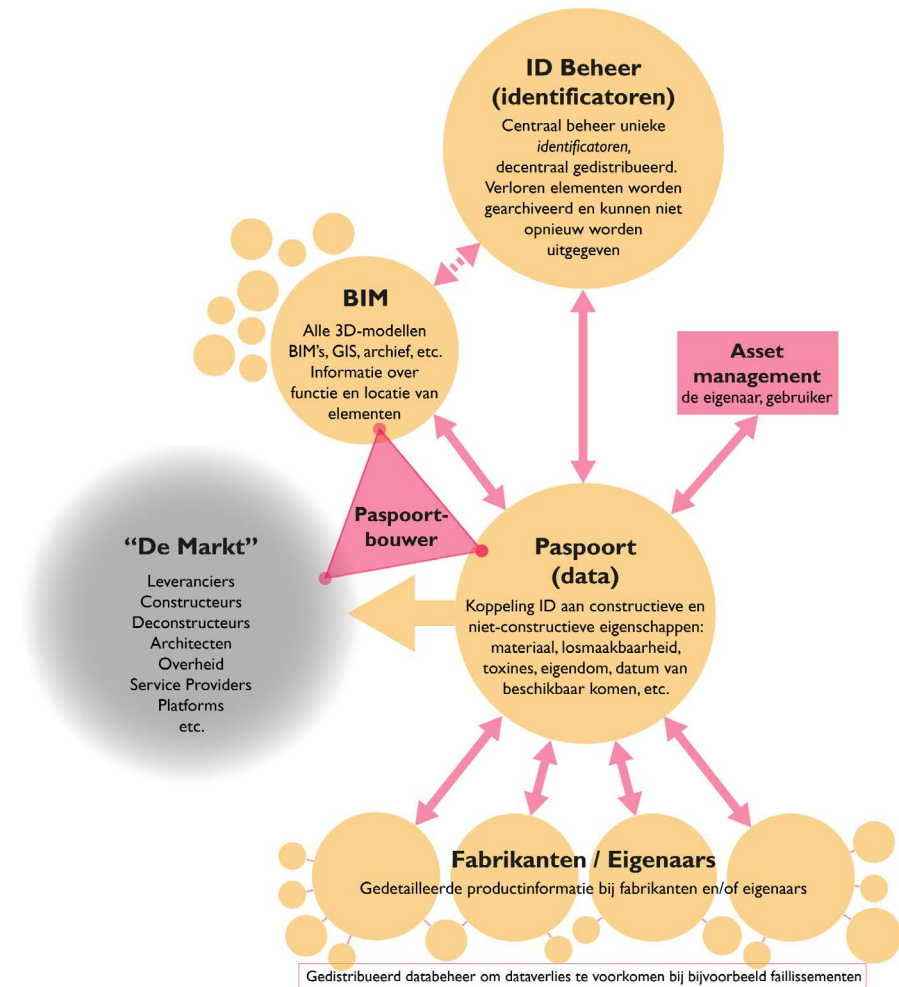 ID Beheer
(identificatoren)
Centraal beheer unieke
identificatoren,
decentraal gedistribueerd.
Verloren elementen worden
gearchiveerd en kunnen niet
opnieuw worden
uitgegeven
BIM
Alle 3D-modellen
BIM's, GIS, archief, etc.
Informatie over
functie en locatie van
elementen
Asset
management
de eigenaar, gebruiker
Paspoort-
bouwer
“De Markt”
Leveranciers
Constructeurs
Deconstructeurs
Architecten
Overheid
Service Providers
Platforms
etc.
Paspoort
(data)
Koppeling ID aan constructieve en
niet-constructieve eigenschappen:
materiaal, losmaakbaarheid,
toxines, eigendom, datum van
beschikbaar komen, etc.
Fabrikanten / Eigenaars
Gedetailleerde productinformatie bij fabrikanten en/of eigenaars
Gedistribueerd databeheer om dataverlies te voorkomen bij bijvoorbeeld faillissementen